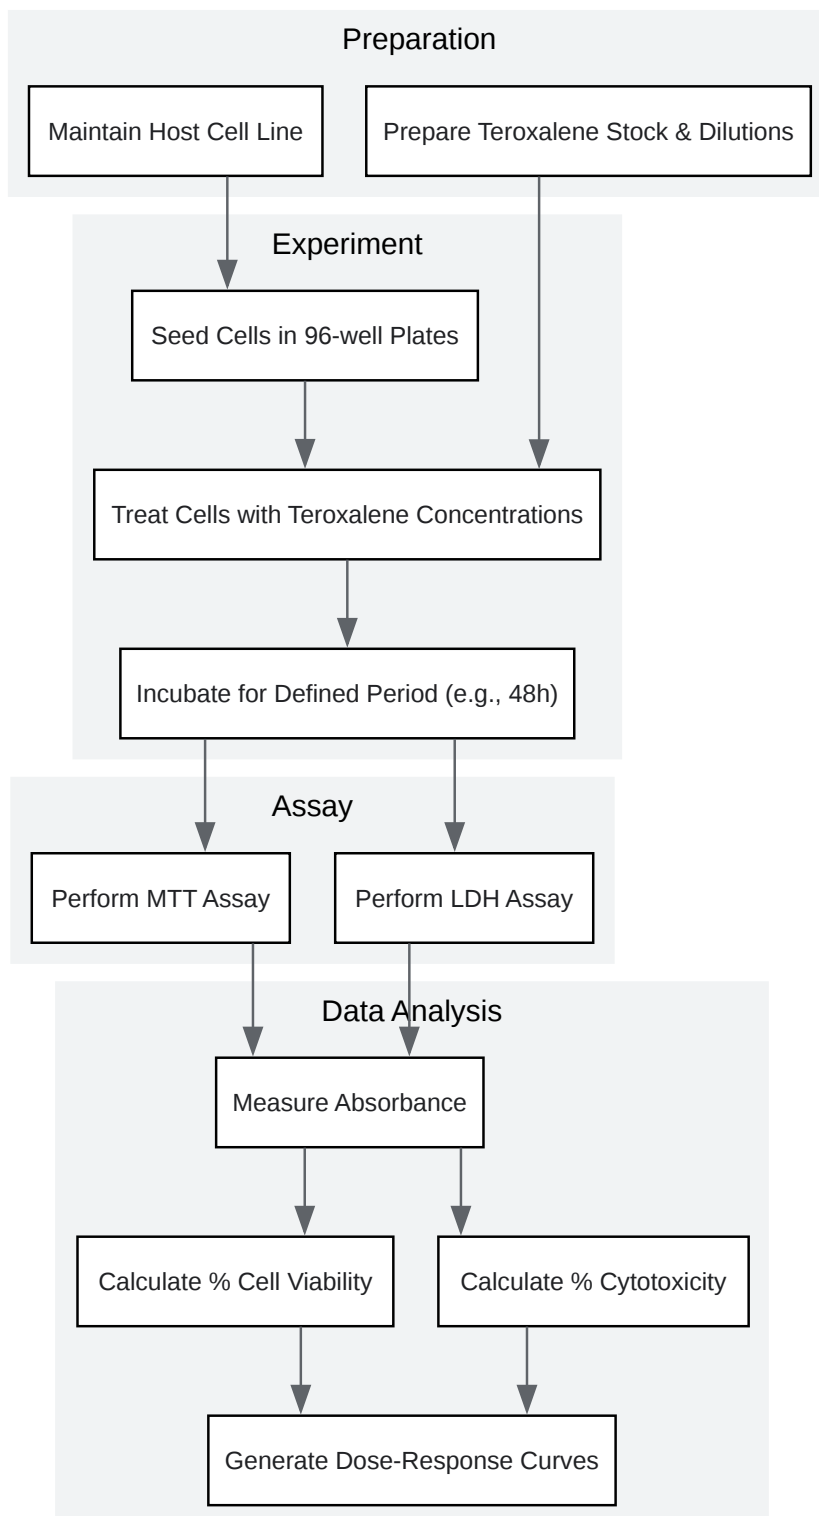 Preparation
Maintain Host Cell Line
Prepare Teroxalene Stock & Dilutions
Experiment
Seed Cells in 96-well Plates
Treat Cells with Teroxalene Concentrations
Incubate for Defined Period (e.g., 48h)
Assay
Perform MTT Assay
Perform LDH Assay
Data Analysis
Measure Absorbance
Calculate % Cell Viability
Calculate % Cytotoxicity
Generate Dose-Response Curves